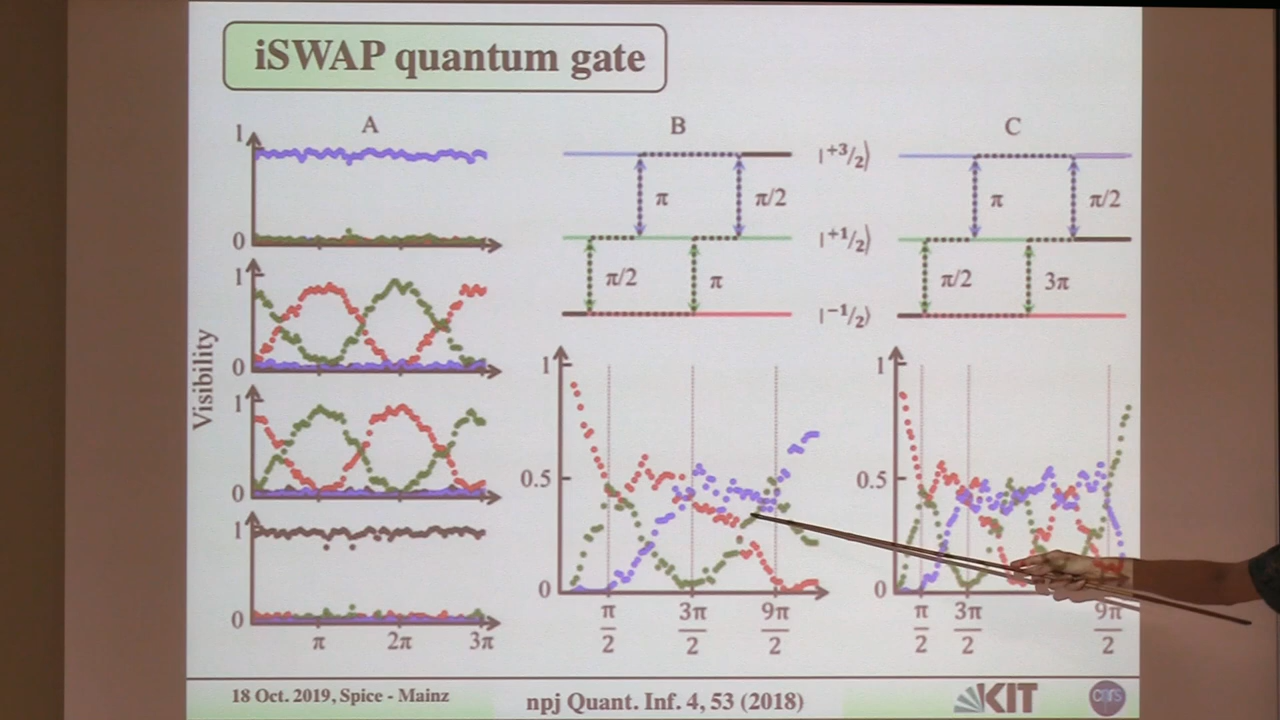 iSWAP quantum gate
A
B
C
Visibility
1
0
1
0
1
0
1
0
π
2π
3π
π
π/2
π/2
π
|+3/2⟩
|+1/2⟩
|−1/2⟩
π
π/2
π/2
3π
1
0.5
0
π/2
3π/2
9π/2
1
0.5
0
π/2
3π/2
9π/2
18 Oct. 2019, Spice - Mainz
npj Quant. Inf. 4, 53 (2018)
KIT
cnrs